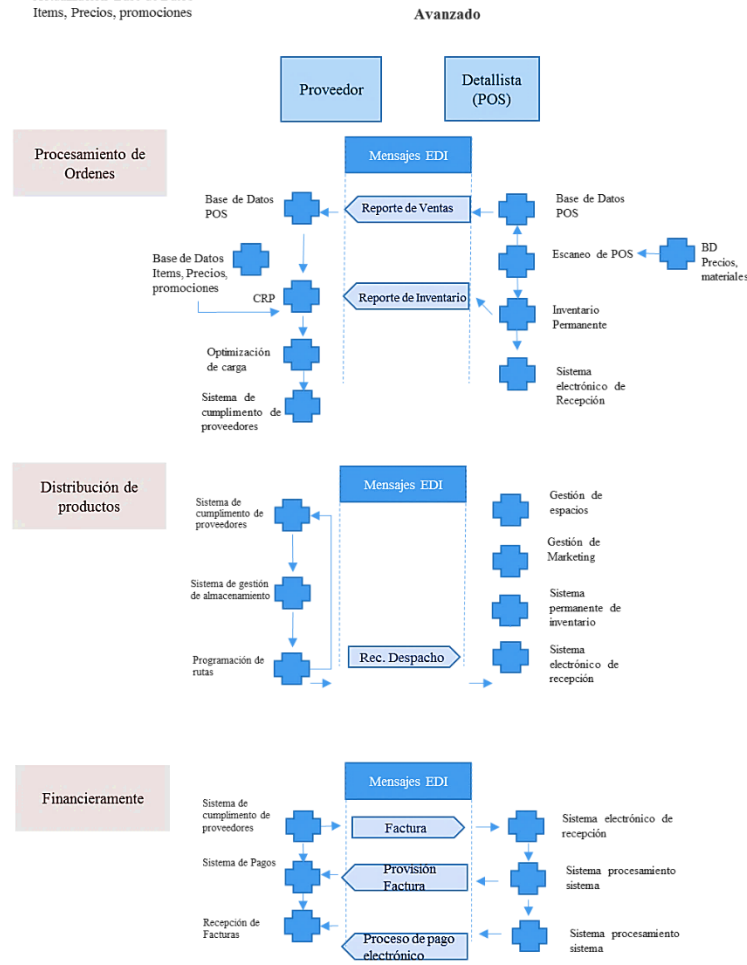 Items, Precios, promociones
Avanzado
Proveedor
Detallista
(POS)
Procesamiento de
Ordenes
Mensajes EDI
Base de Datos
POS
Reporte de Ventas
Base de Datos
POS
Base de Datos
Items, Precios,
promociones
Escaneo de POS
BD
Precios,
materiales
CRP
Reporte de Inventario
Inventario
Permanente
Optimización
de carga
Sistema
electrónico de
Recepción
Sistema de
cumplimento de
proveedores
Distribución de
productos
Mensajes EDI
Sistema de
cumplimento de
proveedores
Gestión de
espacios
Gestión de
Marketing
Sistema de gestión
de almacenamiento
Sistema
permanente de
inventario
Programación de
rutas
Rec. Despacho
Sistema
electrónico de
recepción
Financieramente
Mensajes EDI
Sistema de
cumplimento de
proveedores
Factura
Sistema electrónico de
recepción
Sistema de Pagos
Provisión
Factura
Sistema procesamiento
sistema
Recepción de
Facturas
Proceso de pago
electrónico
Sistema procesamiento
sistema